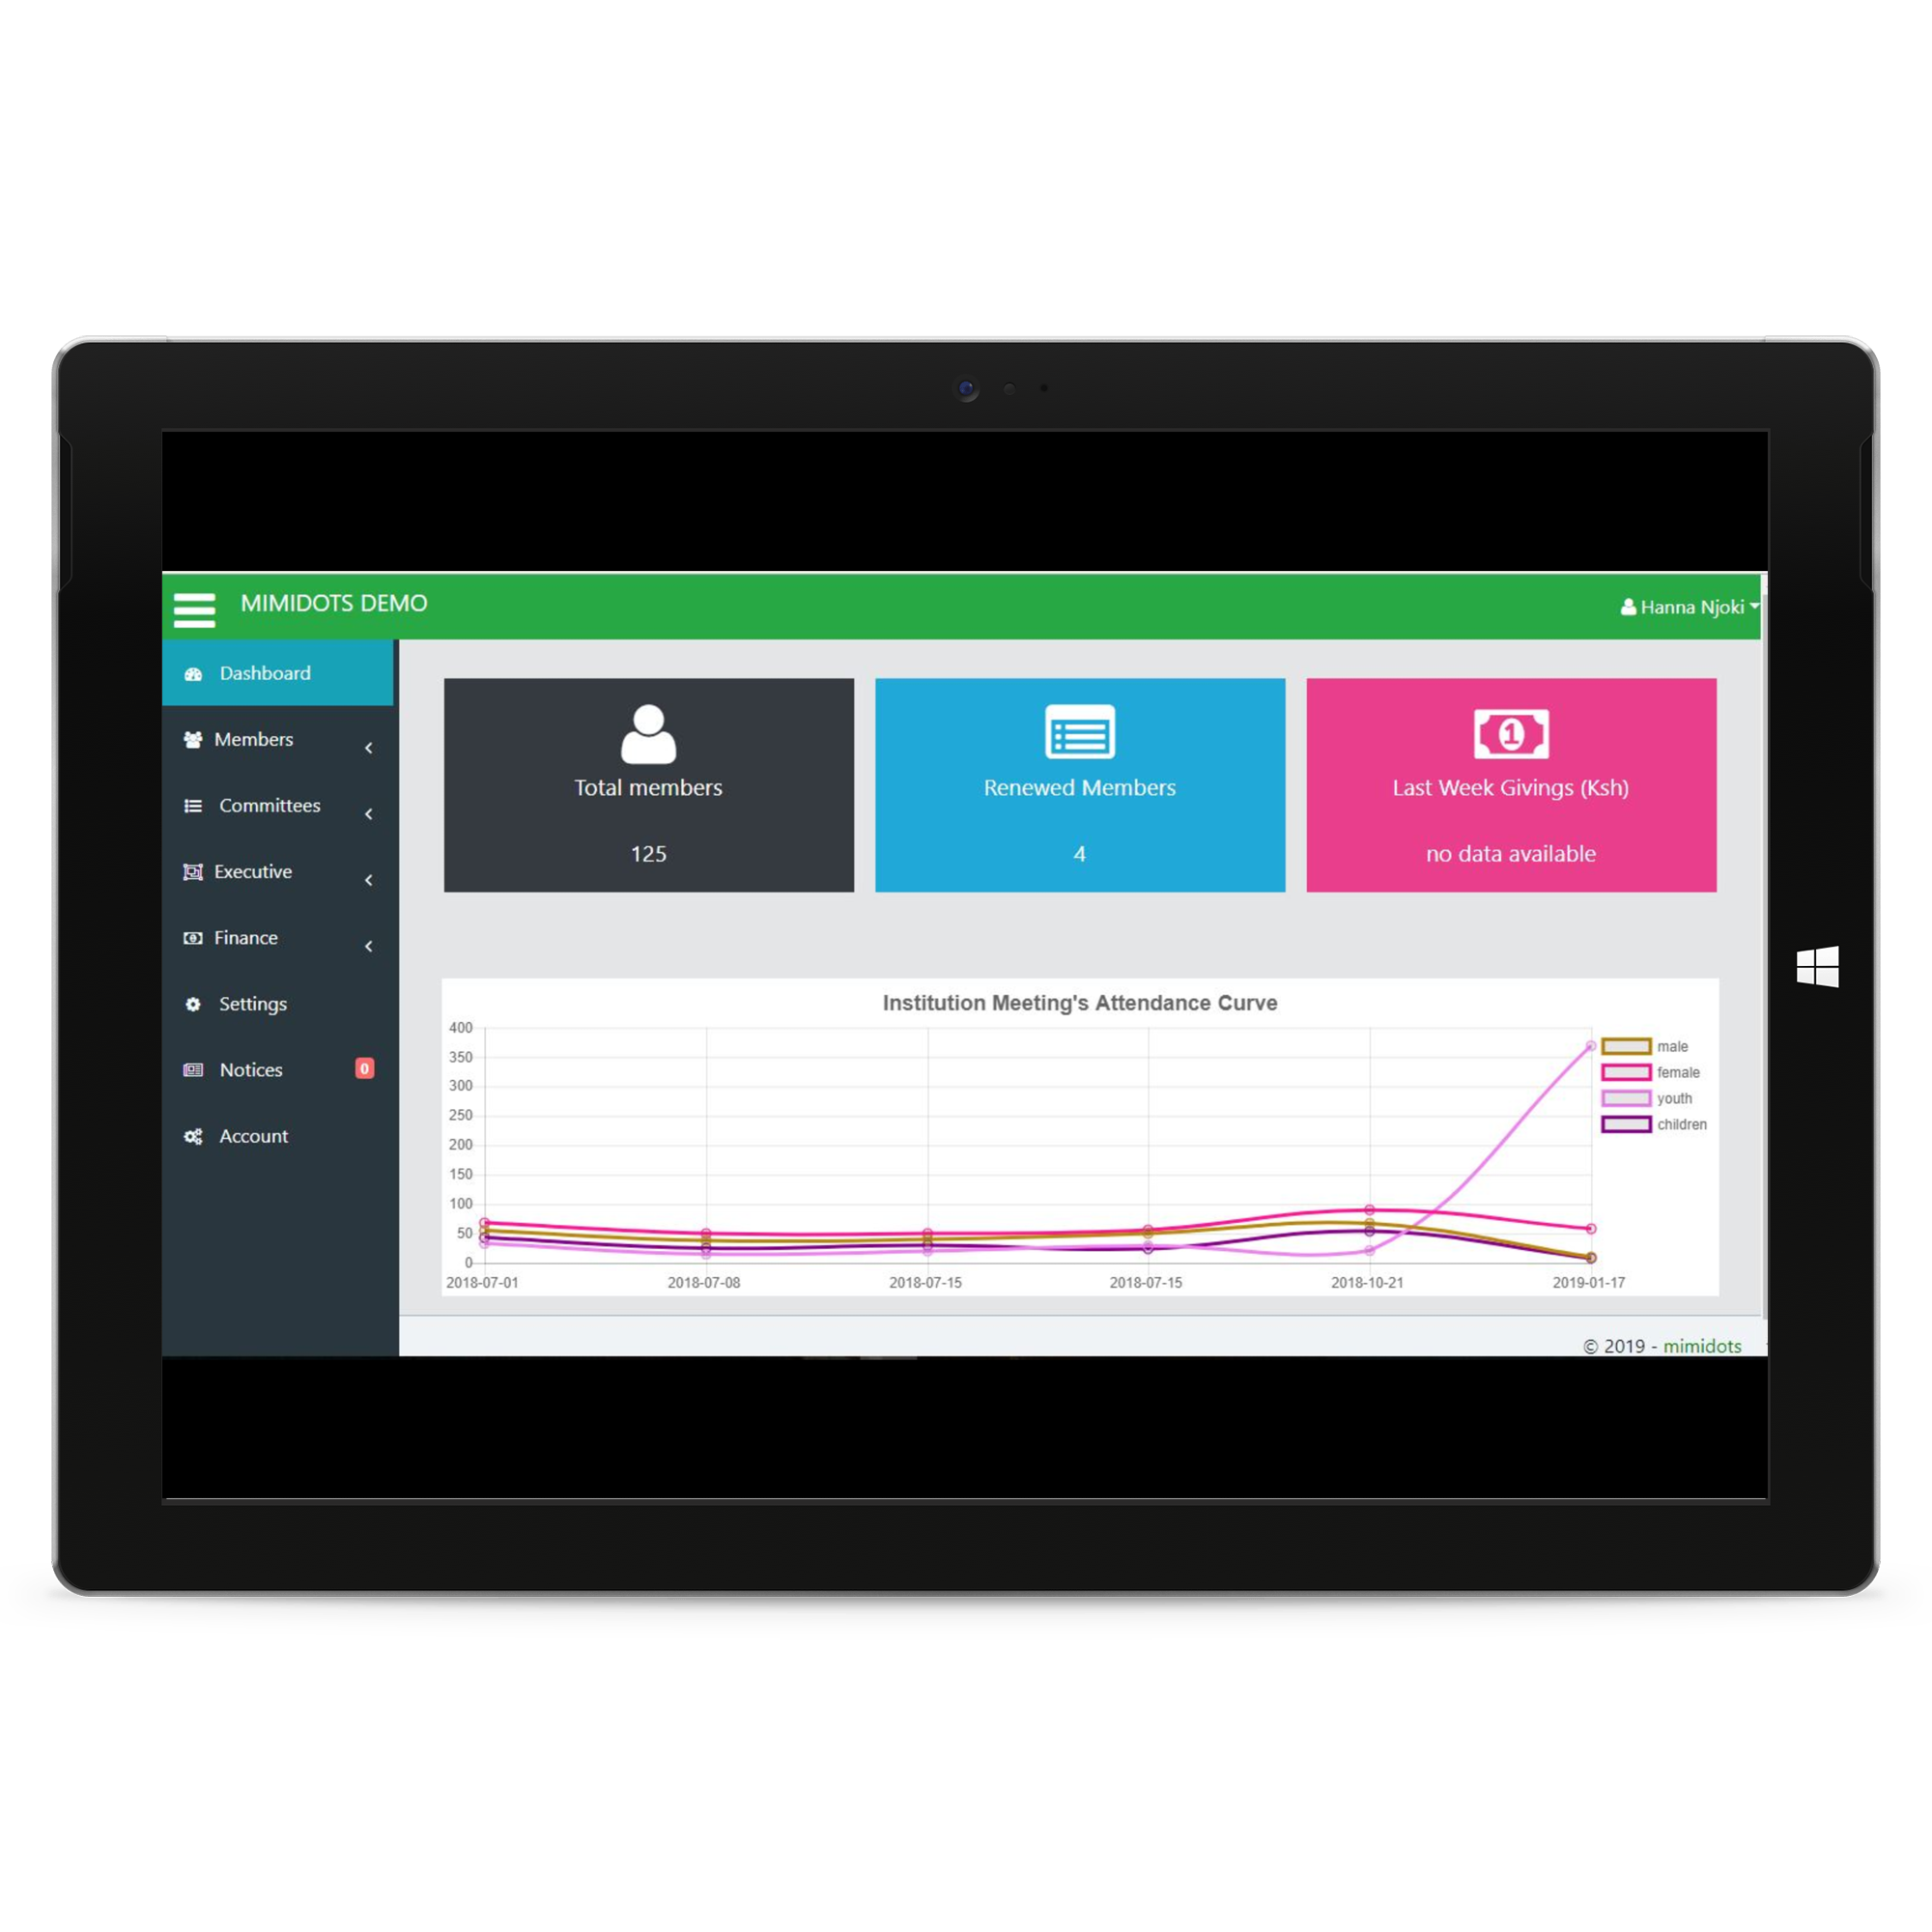 MIMIDOTS DEMO
Hanna Njoki
Dashboard
Members
Committees
Executive
Finance
Settings
Notices 0
Account
Total members
125
Renewed Members
4
1
Last Week Givings (Ksh)
no data available
Institution Meeting's Attendance Curve
400
350
300
250
200
150
100
50
0
2018-07-01 2018-07-08 2018-07-15 2018-07-15 2018-10-21 2019-01-17
male
female
youth
children
© 2019 - mimidots